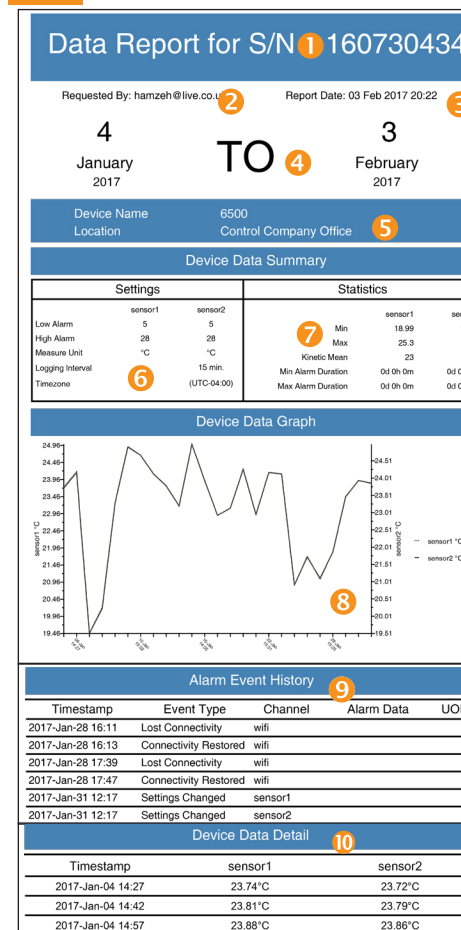 Data Report for S/N 1 160730434
Requested By: hamzeh@live.co.u 2 Report Date: 03 Feb 2017 20:22 3
4 TO 4 3
January February
2017 2017
Device Name 6500
Location Control Company Office 5
Device Data Summary
Settings Statistics
sensor1 sensor2 sensor1
Low Alarm 5 5 7 Min 18.99
High Alarm 28 28 Max 25.3
Measure Unit °C °C Kinetic Mean 23
Logging Interval 6 15 min. Min Alarm Duration 0d 0h 0m
Timezone (UTC-04:00) Max Alarm Duration 0d 0h 0m
Device Data Graph
24.96
24.46 24.51
23.96 24.01
23.46 23.51
22.96 23.01
22.46 22.51
21.96 22.01
21.46 21.51
20.96 21.01
20.46 20.51
19.96 20.01
19.46 19.51
sensor1 °C
sensor2 °C
sensor1 °C
sensor2 °C
8
Alarm Event History 9
Timestamp Event Type Channel Alarm Data
2017-Jan-28 16:11 Lost Connectivity wifi
2017-Jan-28 16:13 Connectivity Restored wifi
2017-Jan-28 17:39 Lost Connectivity wifi
2017-Jan-28 17:47 Connectivity Restored wifi
2017-Jan-31 12:17 Settings Changed sensor1
2017-Jan-31 12:17 Settings Changed sensor2
Device Data Detail 10
Timestamp sensor1 sensor2
2017-Jan-04 14:27 23.74°C 23.72°C
2017-Jan-04 14:42 23.81°C 23.79°C
2017-Jan-04 14:57 23.88°C 23.86°C